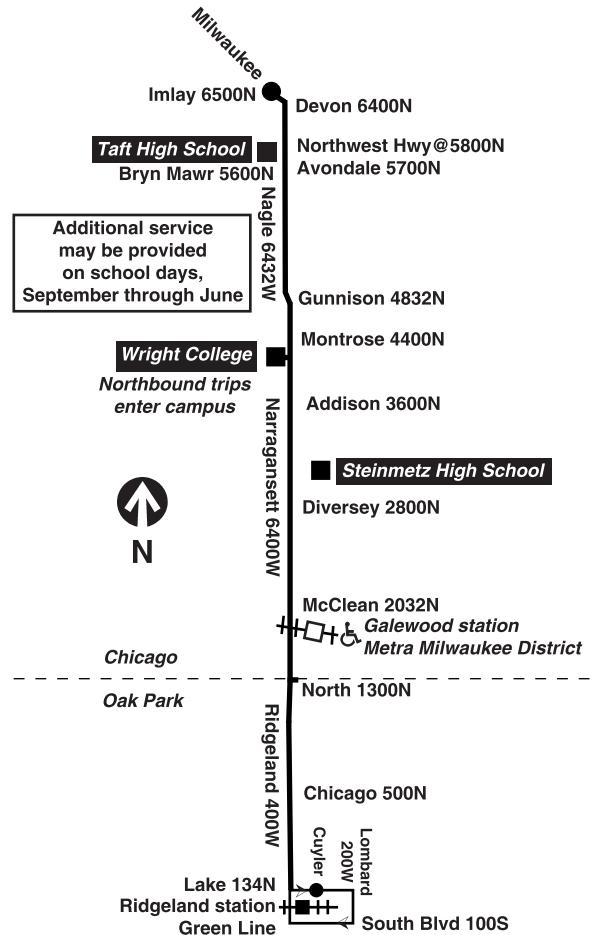 Milwaukee
Imlay 6500N
Devon 6400N
Taft High School
Northwest Hwy@5800N
Avondale 5700N
Bryn Mawr 5600N
Nagle 6432W
Additional service
may be provided
on school days,
September through June
Gunnison 4832N
Montrose 4400N
Wright College
Northbound trips
enter campus
Addison 3600N
Narragansett 6400W
Steinmetz High School
Diversey 2800N
N
McClean 2032N
Galewood station
Metra Milwaukee District
Chicago
Oak Park
North 1300N
Ridgeland 400W
Chicago 500N
Cuyler
Lombard
200W
Lake 134N
Ridgeland station
Green Line
South Blvd 100S